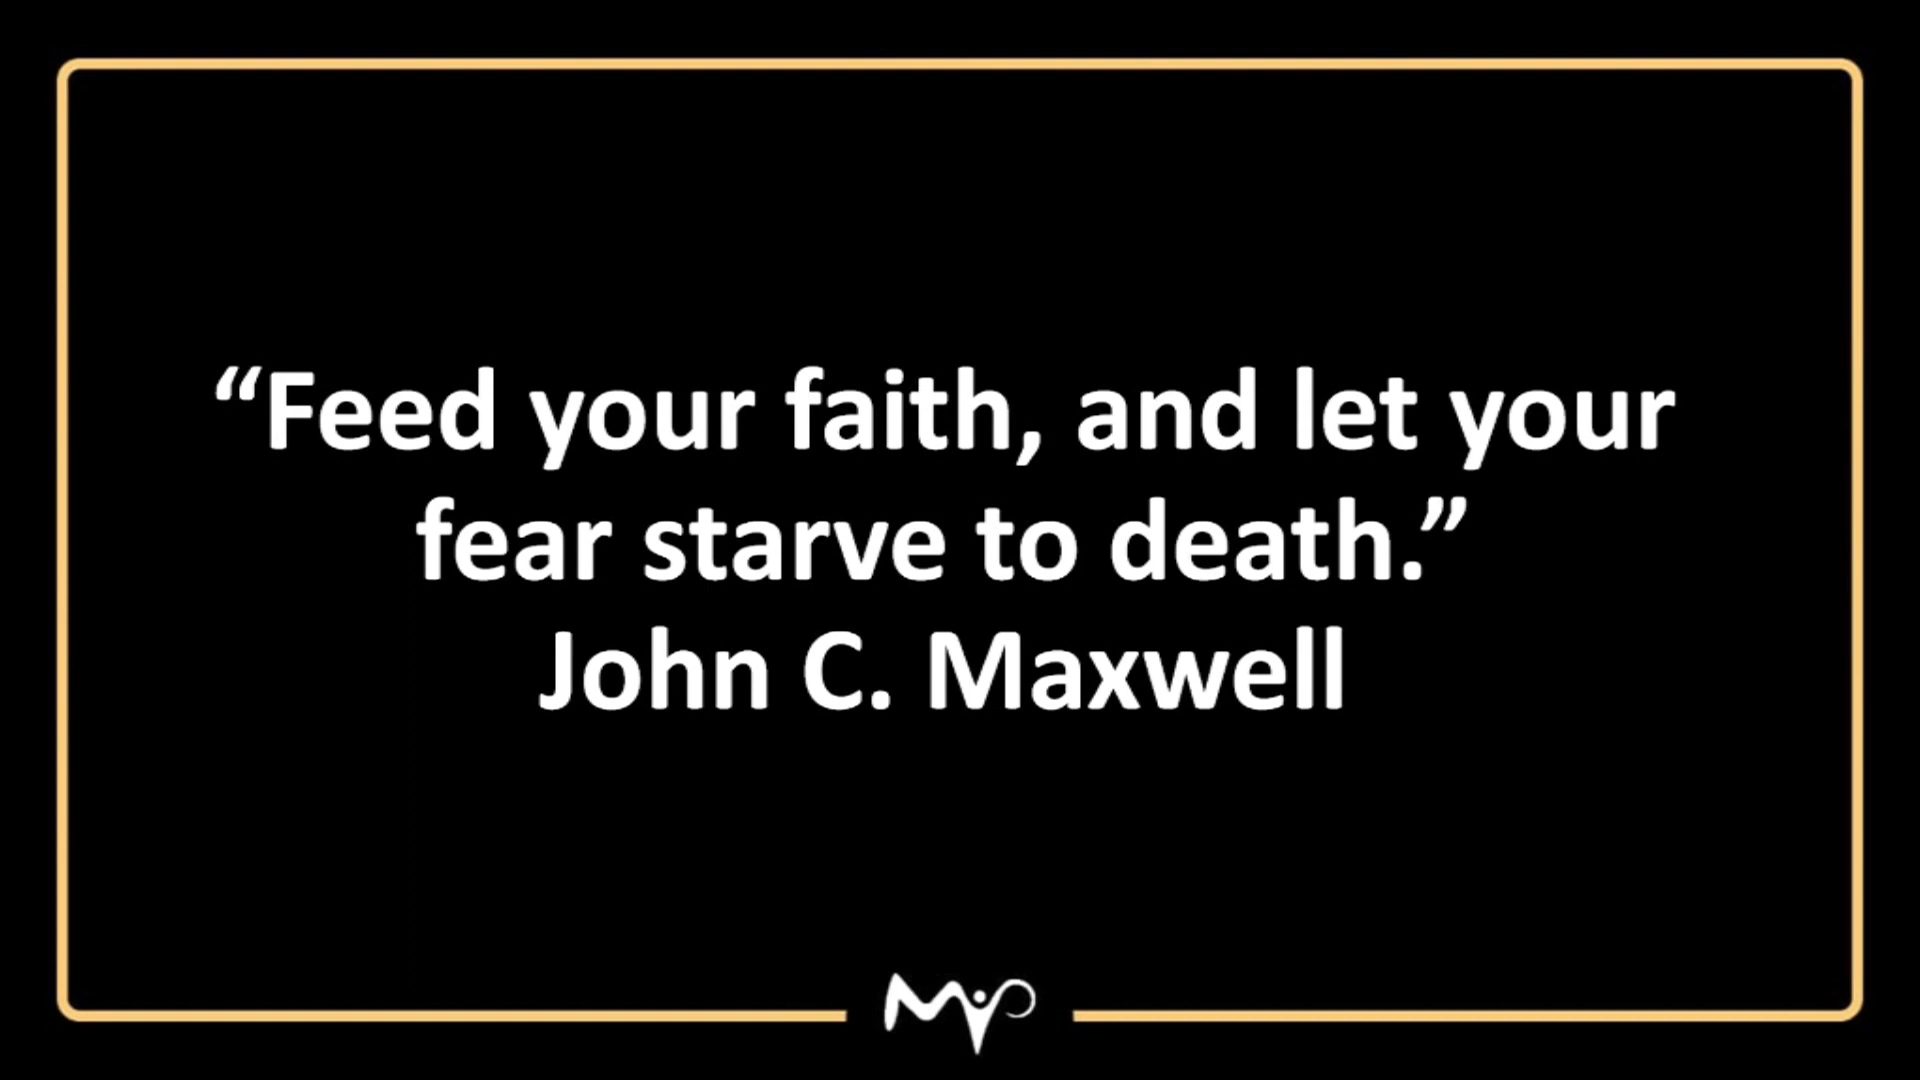 “Feed your faith, and let your
fear starve to death.”
John C. Maxwell